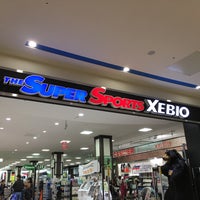 THE SUPER SPORTS XEBIO